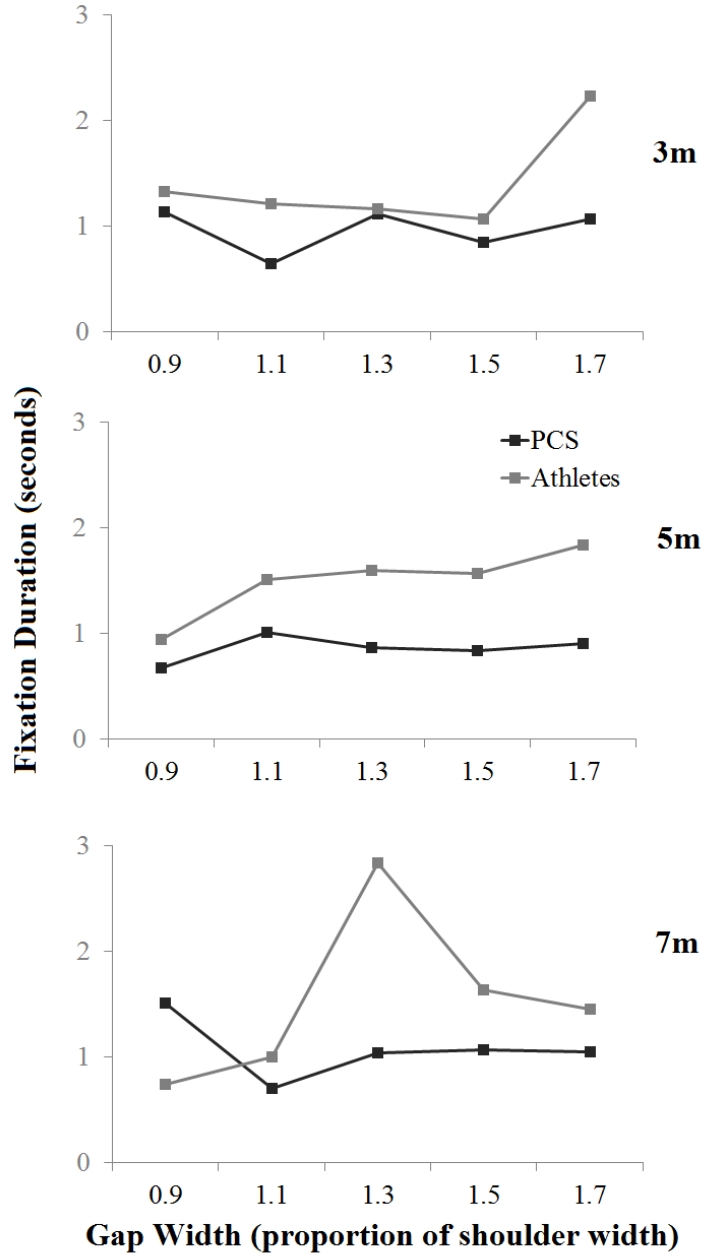 3
2
3m
1
0
0.9 1.1 1.3 1.5 1.7
3
PCS
Athletes
2
5m
1
0
0.9 1.1 1.3 1.5 1.7
3
7m
2
1
0
0.9 1.1 1.3 1.5 1.7
Fixation Duration (seconds)
Gap Width (proportion of shoulder width)